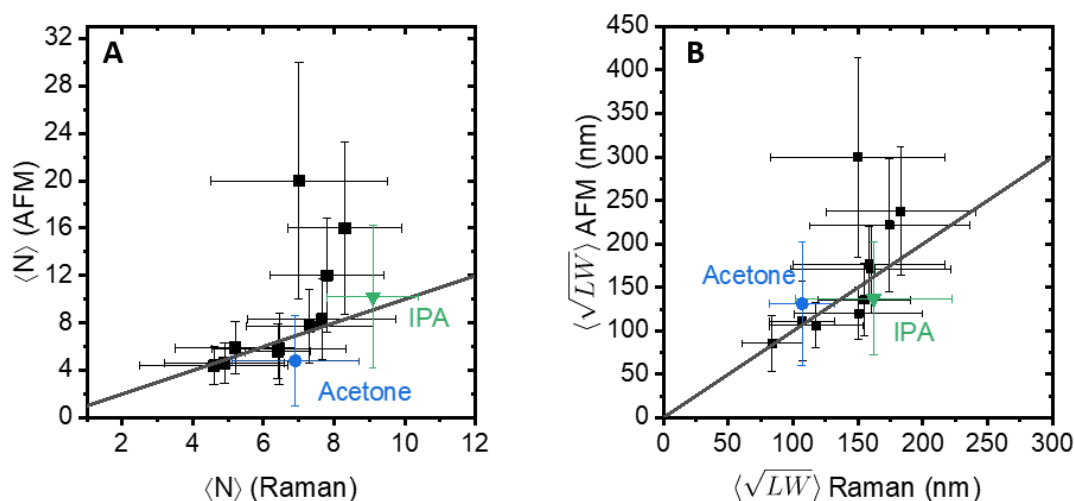 A
32
28
24
20
16
12
8
4
0
⟨N⟩ (AFM)
IPA
Acetone
2 4 6 8 10 12
⟨N⟩ (Raman)
B
450
400
350
300
250
200
150
100
50
0
⟨√LW⟩ AFM (nm)
Acetone
IPA
0 50 100 150 200 250 300
⟨√LW⟩ Raman (nm)